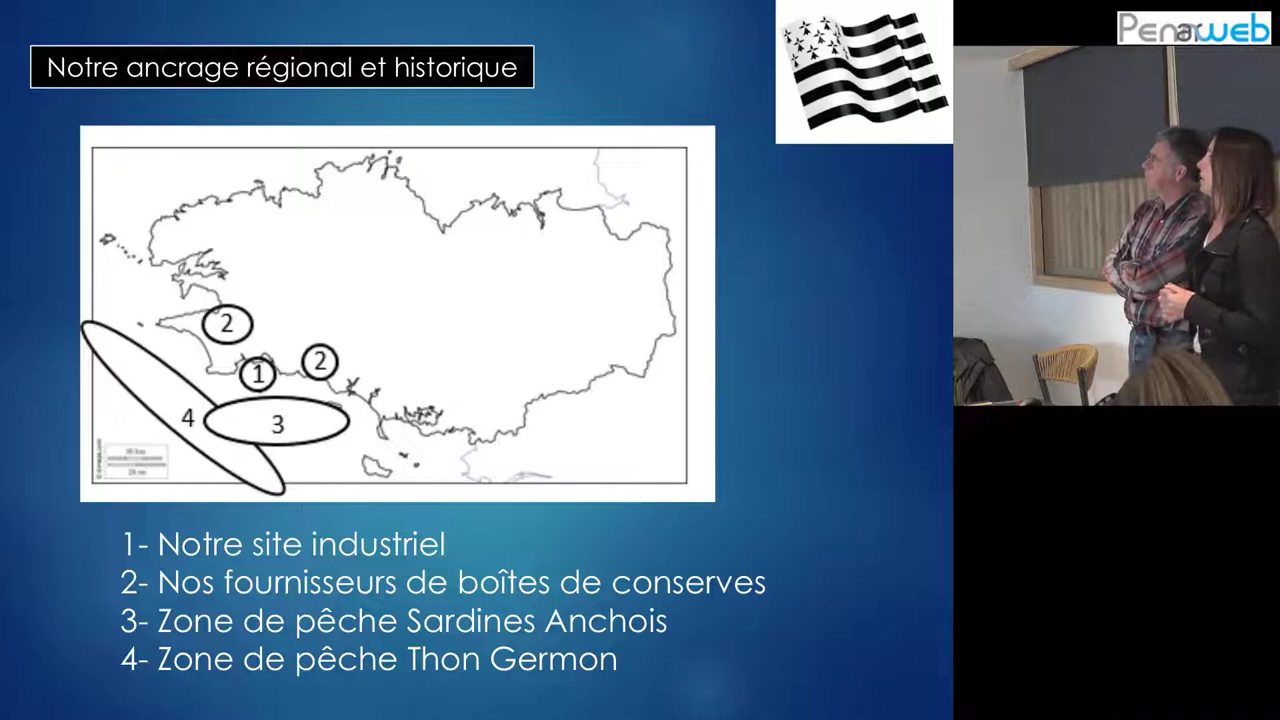 Notre ancrage régional et historique
Penarweb
2
2
1
4
3
1- Notre site industriel
2- Nos fournisseurs de boîtes de conserves
3- Zone de pêche Sardines Anchois
4- Zone de pêche Thon Germon